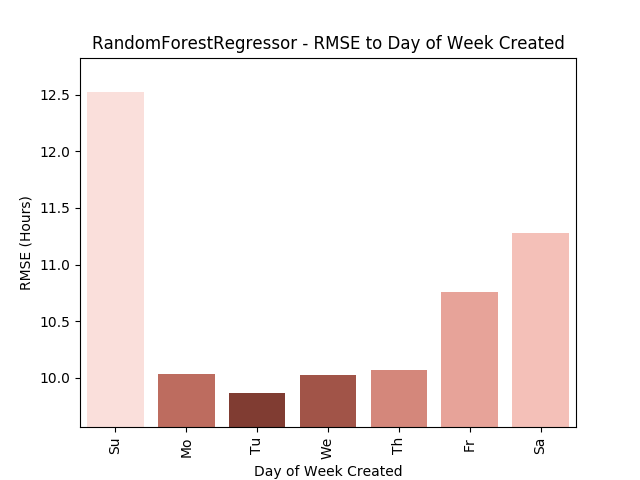 RandomForestRegressor - RMSE to Day of Week Created
RMSE (Hours)
12.5
12.0
11.5
11.0
10.5
10.0
Su Mo Tu We Th Fr Sa
Day of Week Created